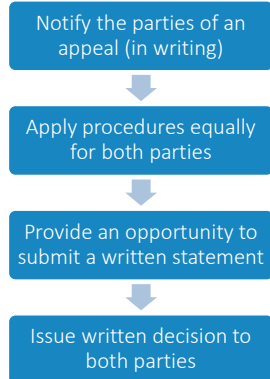 Notify the parties of an
appeal (in writing)
Apply procedures equally
for both parties
Provide an opportunity to
submit a written statement
Issue written decision to
both parties